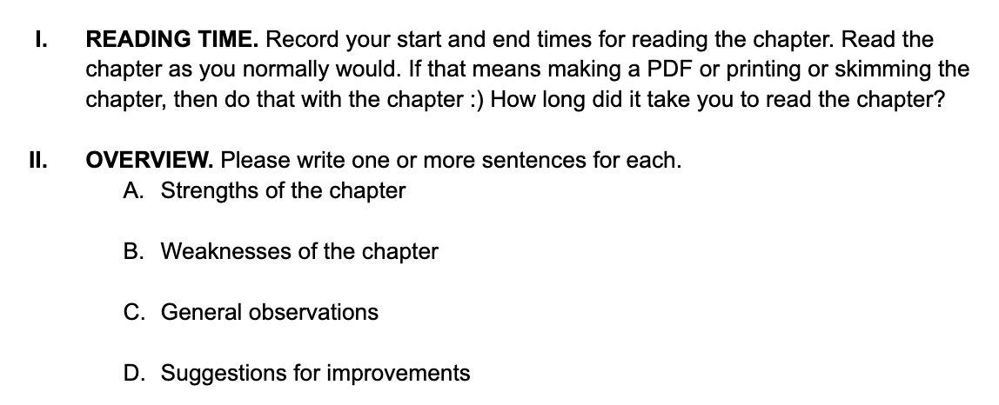 I. READING TIME. Record your start and end times for reading the chapter. Read the
chapter as you normally would. If that means making a PDF or printing or skimming the
chapter, then do that with the chapter :) How long did it take you to read the chapter?
II. OVERVIEW. Please write one or more sentences for each.
A. Strengths of the chapter
B. Weaknesses of the chapter
C. General observations
D. Suggestions for improvements